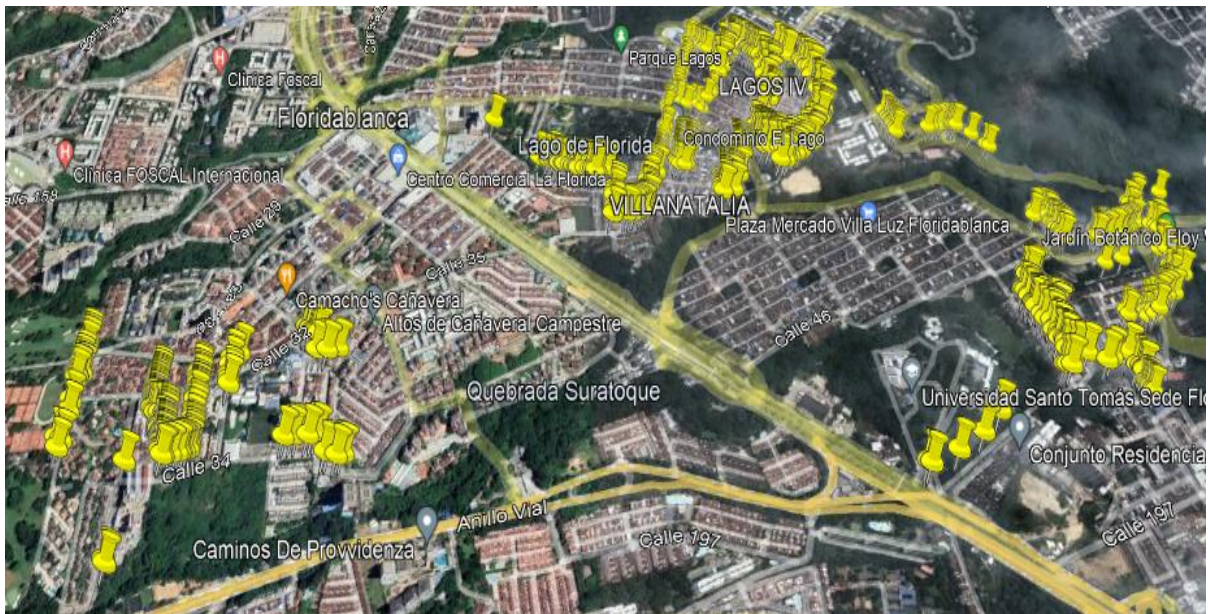 Parque Lagos
Clínica Foscal
LAGOS IV
Floridablanca
Lago de Florida
Condominio El Lago
Clínica FOSCAL Internacional
Centro Comercial La Florida
VILLANATALIA
Calle 29
Plaza Mercado Villa Luz Floridablanca
Jardín Botánico Eloy
Calle 35
Camacho's Cañaveral
Altos de Cañaveral Campestre
Calle 32
Calle 46
Quebrada Suratoque
Universidad Santo Tomás Sede Flo
Calle 34
Conjunto Residencia
Anillo Vial
Caminos De Provvidenza
Calle 197
Calle 197